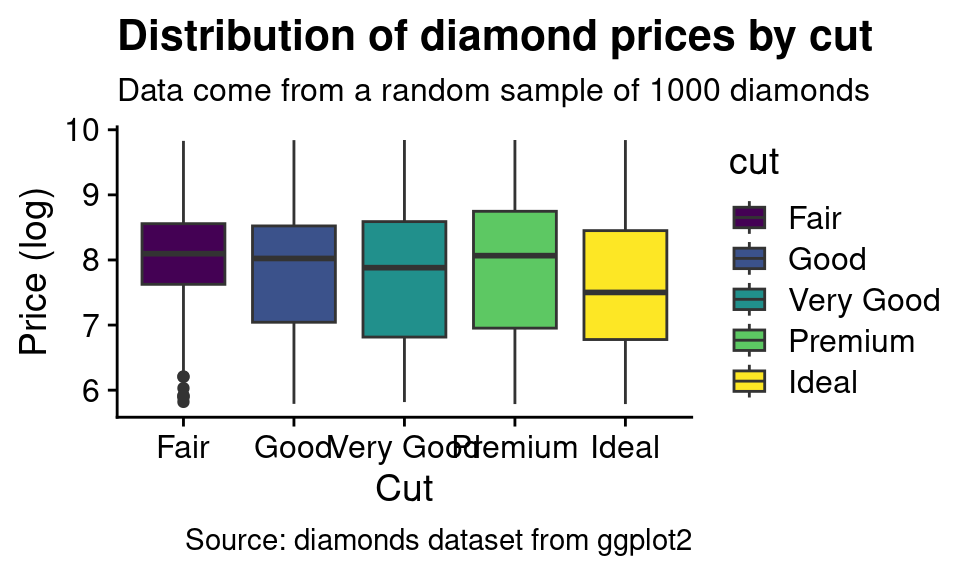 Distribution of diamond prices by cut
Data come from a random sample of 1000 diamonds
10
9
8
7
6
Price (log)
Fair Good Very Good Premium Ideal
Cut
cut
Fair
Good
Very Good
Premium
Ideal
Source: diamonds dataset from ggplot2